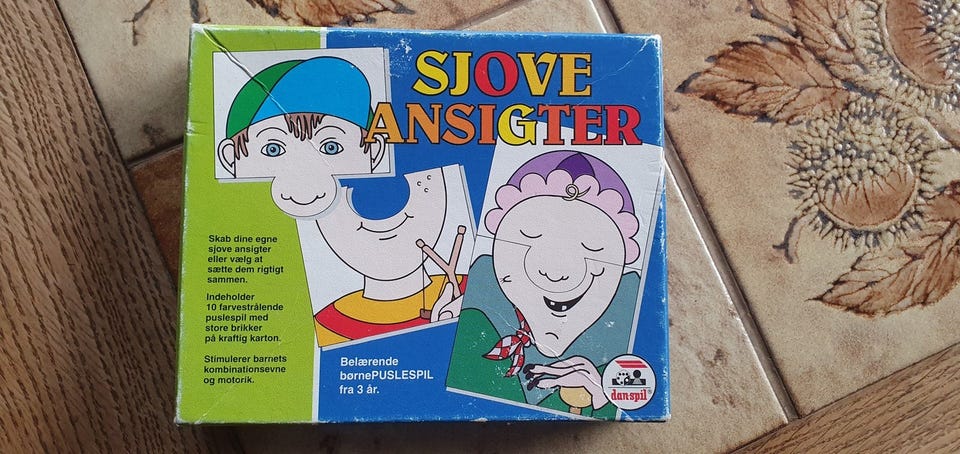 SJOVE
ANSIGTER
Skab dine egne
sjove ansigter
eller vælg at
sætte dem rigtigt
sammen.
Indeholder
10 farvestrålende
puslespil med
store brikker
på kraftig karton.
Stimulerer barnets
kombinationsevne
og motorik.
Belærende
børnePUSLESPIL
fra 3 år.
danspil®